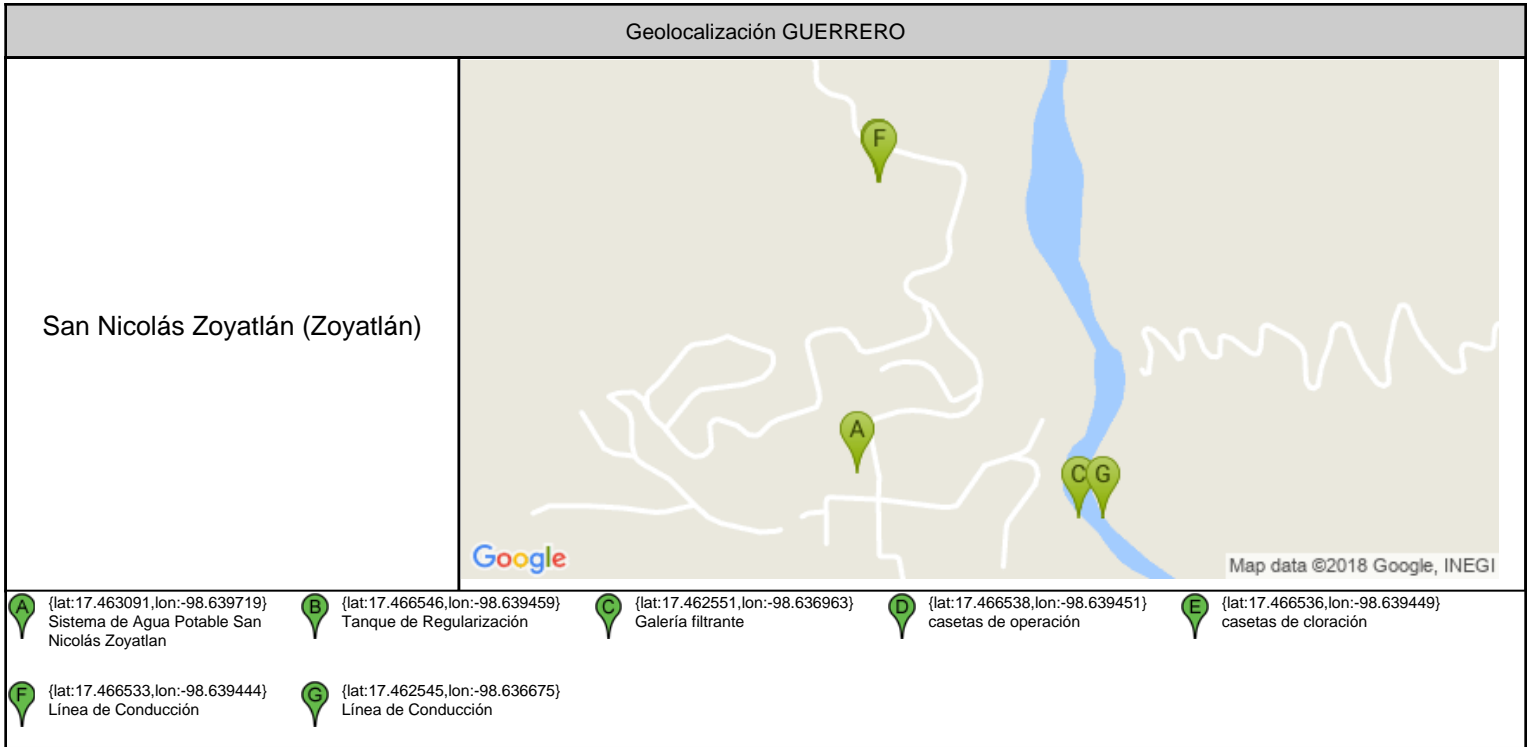 Geolocalización GUERRERO
San Nicolás Zoyatlán (Zoyatlán)
F
A
C G
Google
Map data ©2018 Google, INEGI
A {lat:17.463091,lon:-98.639719}
Sistema de Agua Potable San
Nicolás Zoyatlan
B {lat:17.466546,lon:-98.639459}
Tanque de Regularización
C {lat:17.462551,lon:-98.636963}
Galería filtrante
D {lat:17.466538,lon:-98.639451}
casetas de operación
E {lat:17.466536,lon:-98.639449}
casetas de cloración
F {lat:17.466533,lon:-98.639444}
Línea de Conducción
G {lat:17.462545,lon:-98.636675}
Línea de Conducción